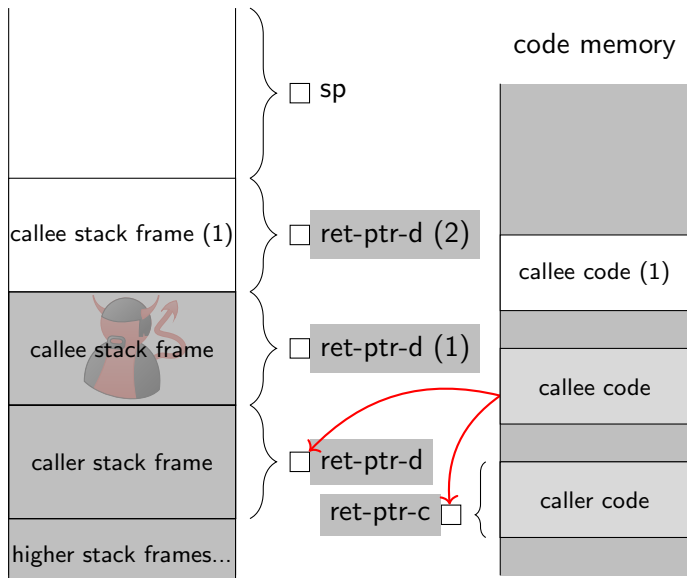 code memory
sp
callee stack frame (1)
ret-ptr-d (2)
callee code (1)
callee stack frame
ret-ptr-d (1)
callee code
caller stack frame
ret-ptr-d
ret-ptr-c
caller code
higher stack frames...